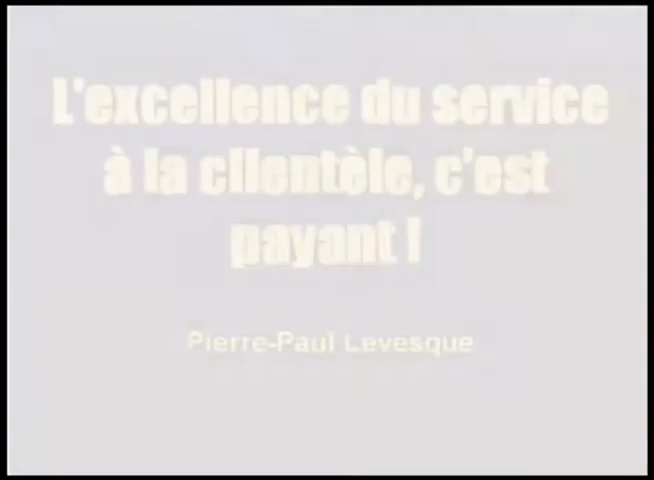 L'excellence du service
à la clientèle, c'est
payant !
Pierre-Paul Levesque